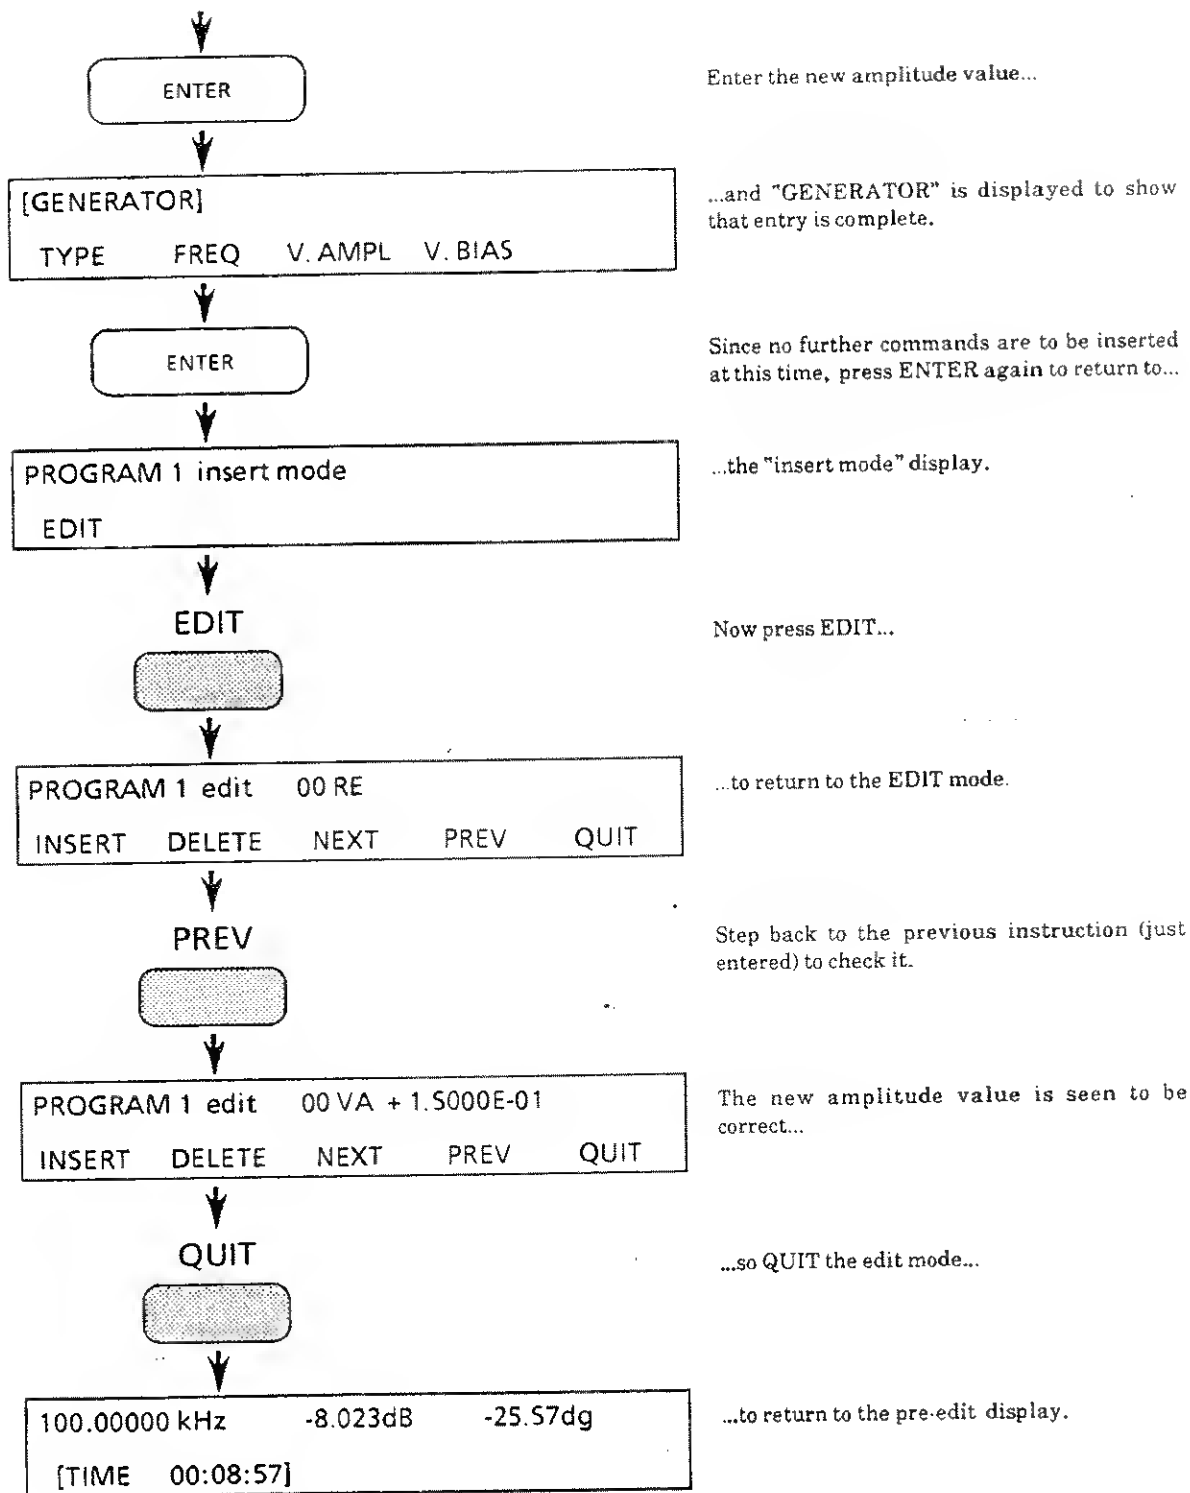 ENTER
Enter the new amplitude value...
[GENERATOR]
TYPE FREQ V. AMPL V. BIAS
...and "GENERATOR" is displayed to show
that entry is complete.
ENTER
Since no further commands are to be inserted
at this time, press ENTER again to return to...
PROGRAM 1 insert mode
EDIT
...the "insert mode" display.
EDIT
Now press EDIT...
PROGRAM 1 edit 00 RE
INSERT DELETE NEXT PREV QUIT
...to return to the EDIT mode.
PREV
Step back to the previous instruction (just
entered) to check it.
PROGRAM 1 edit 00 VA + 1.5000E-01
INSERT DELETE NEXT PREV QUIT
The new amplitude value is seen to be
correct...
QUIT
...so QUIT the edit mode...
100.00000 kHz -8.023dB -25.57dg
[TIME 00:08:57]
...to return to the pre-edit display.